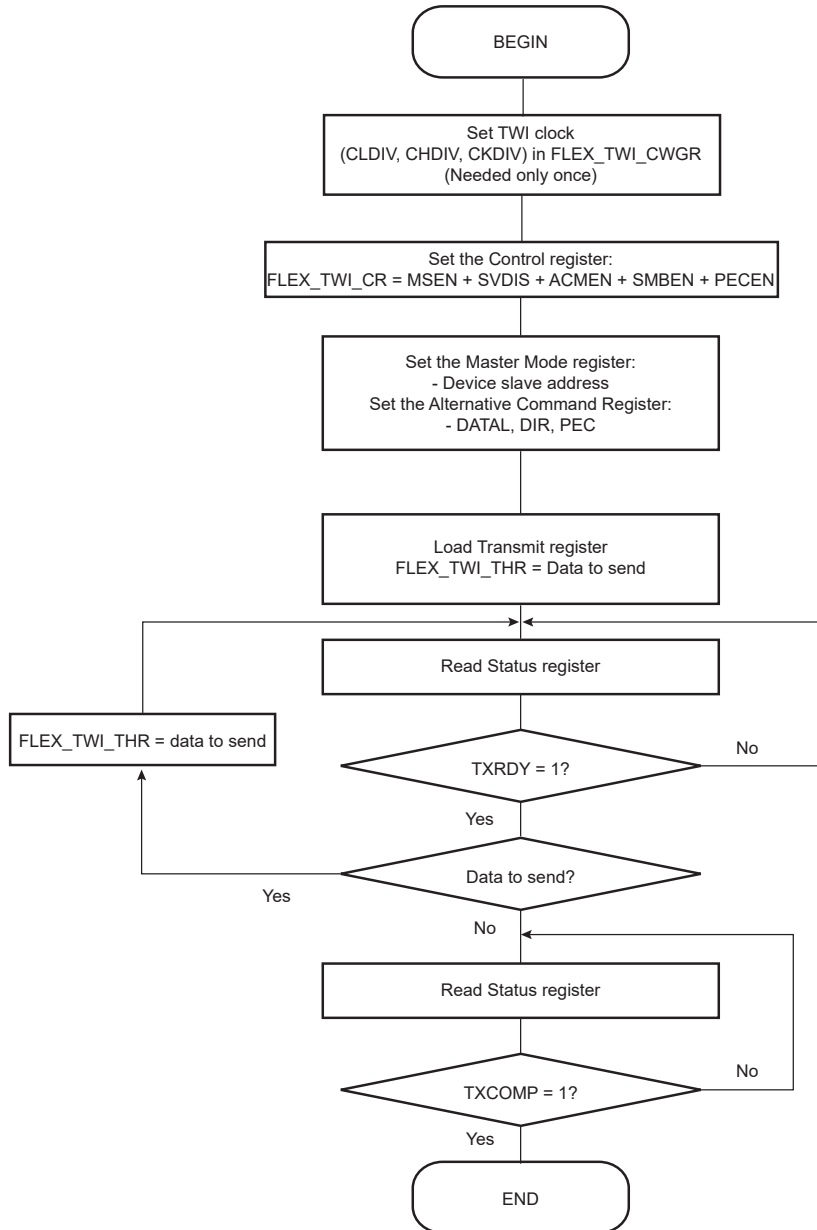 BEGIN
Set TWI clock
(CLDIV, CHDIV, CKDIV) in FLEX_TWI_CWGR
(Needed only once)
Set the Control register:
FLEX_TWI_CR = MSEN + SVDIS + ACMEN + SMBEN + PECEN
Set the Master Mode register:
- Device slave address
Set the Alternative Command Register:
- DATAL, DIR, PEC
Load Transmit register
FLEX_TWI_THR = Data to send
Read Status register
FLEX_TWI_THR = data to send
TXRDY = 1?
No
Yes
Data to send?
Yes
No
Read Status register
TXCOMP = 1?
No
Yes
END